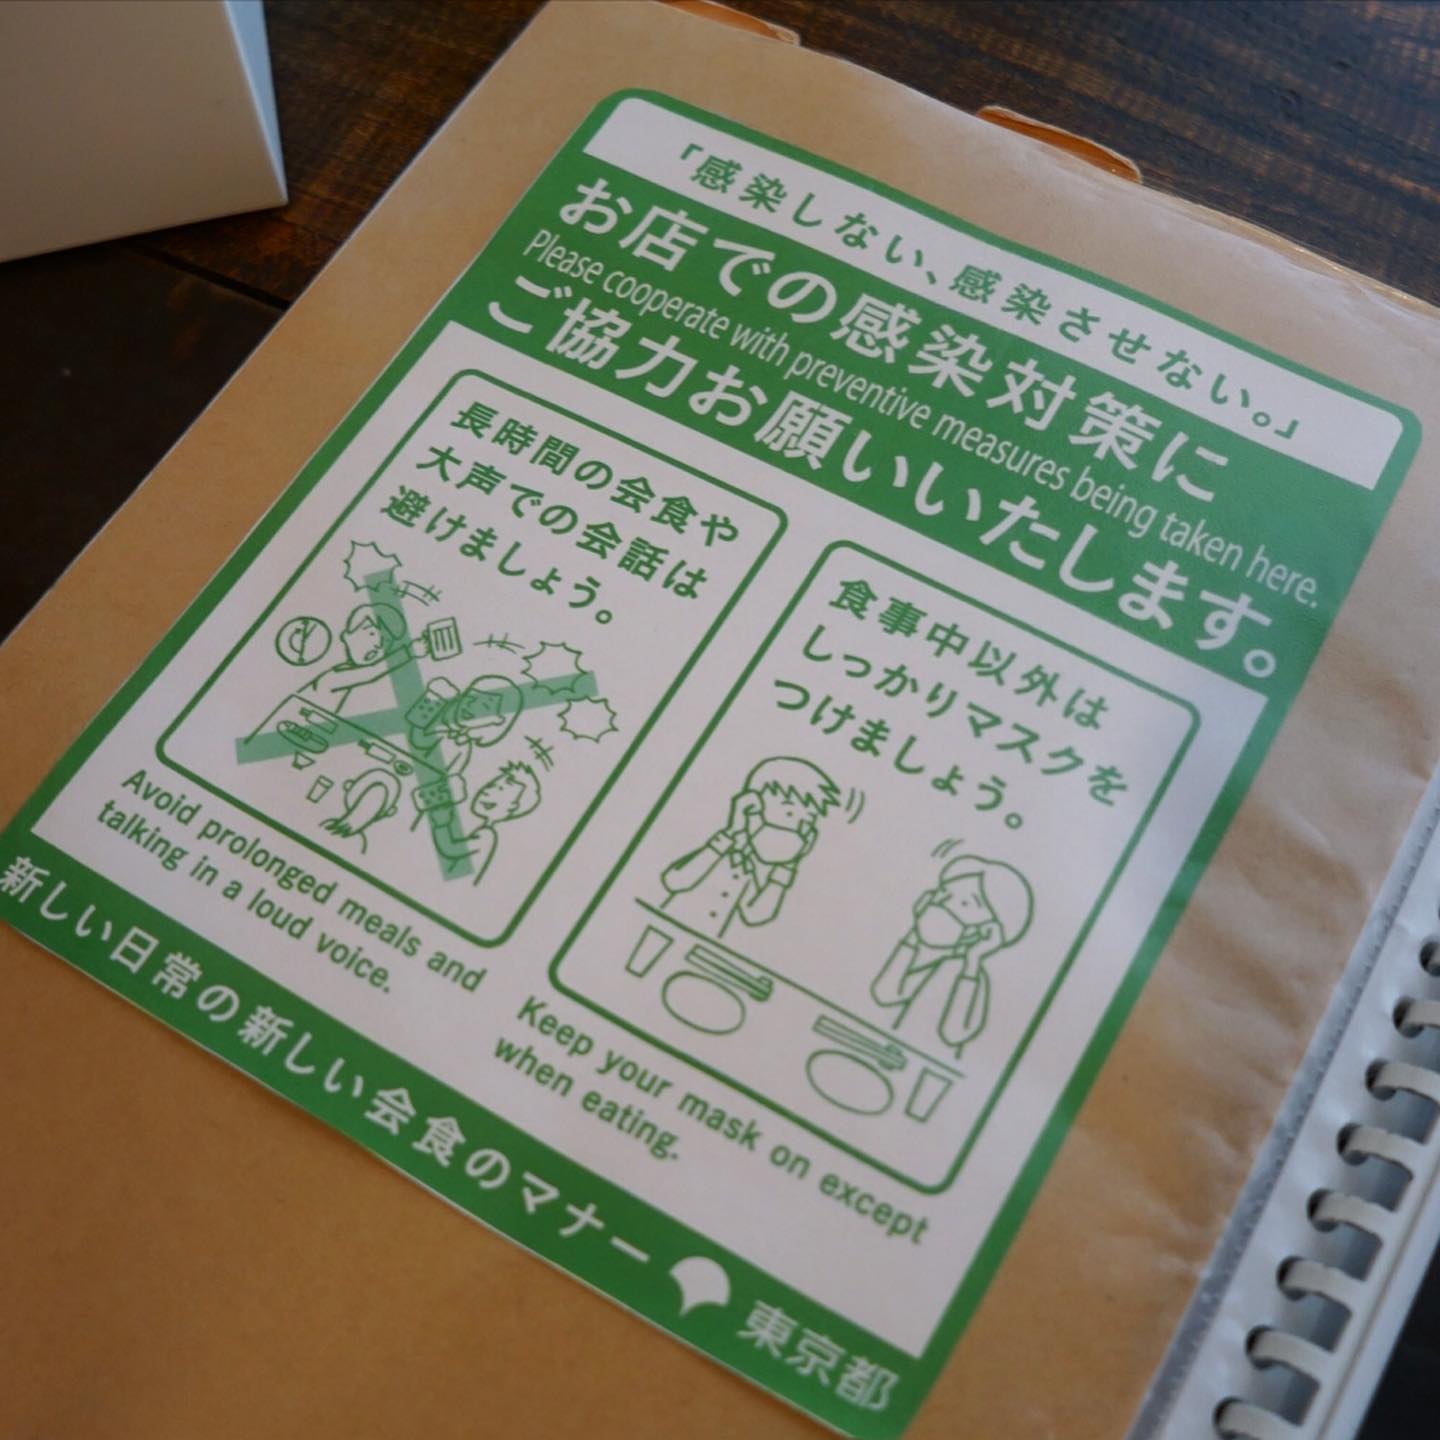 「感染しない、感染させない。」
お店での感染対策に
Please cooperate with preventive measures being taken here.
ご協力お願いいたします。
長時間の会食や
大声での会話は
避けましょう。
Avoid prolonged meals and
talking in a loud voice.
食事中以外は
しっかりマスクを
つけましょう。
Keep your mask on except
when eating.
新しい日常の新しい会食のマナー
東京都